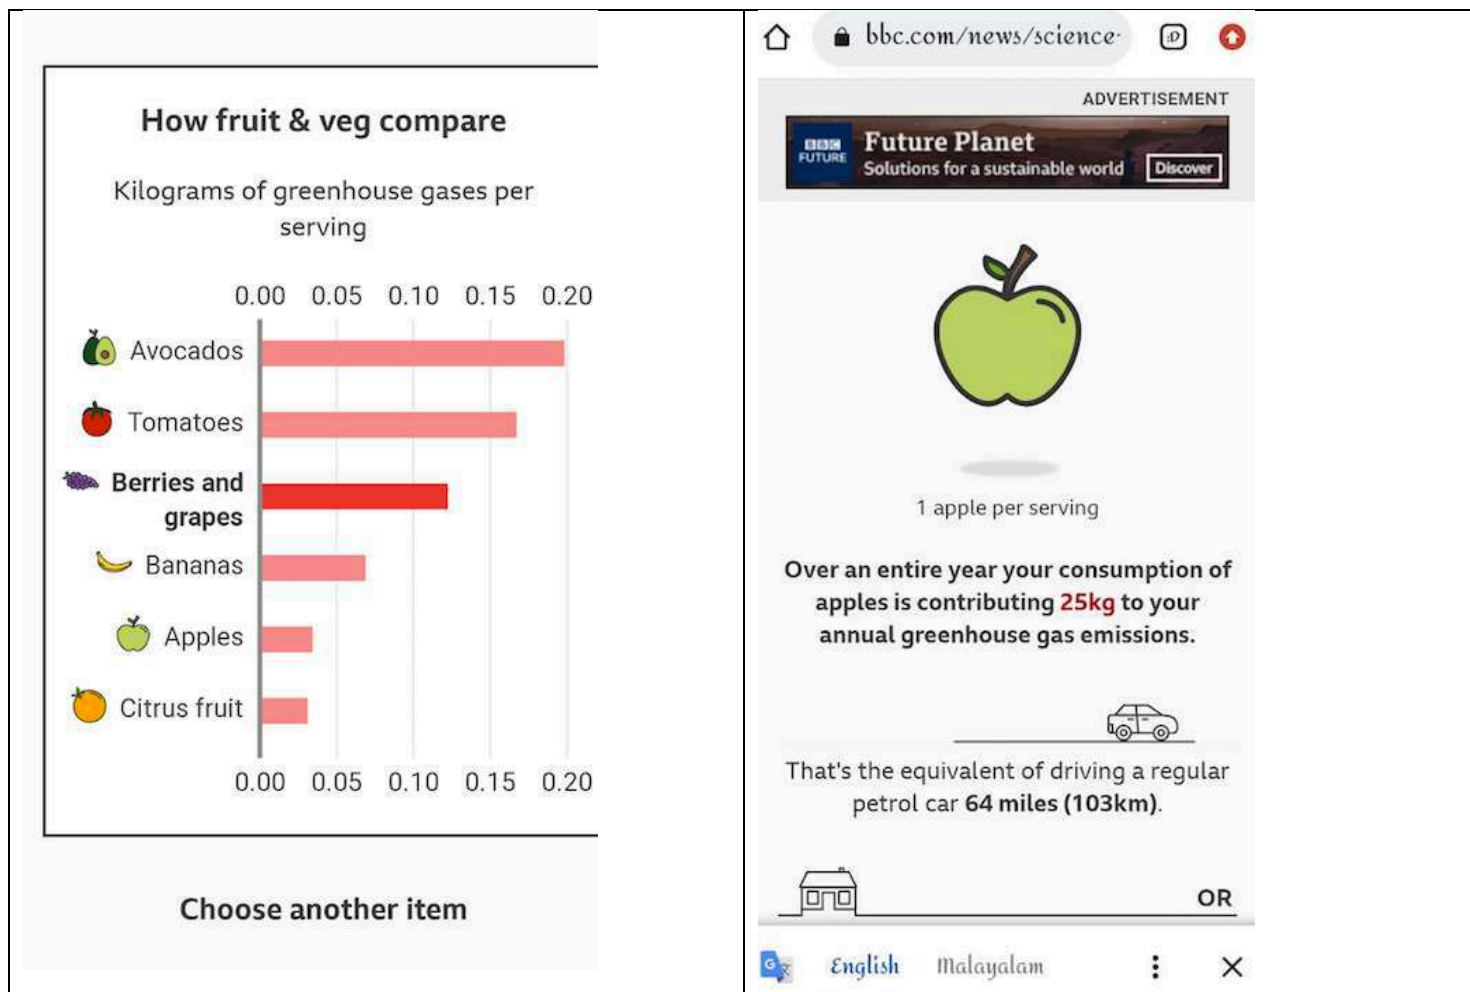 How fruit & veg compare
Kilograms of greenhouse gases per
serving
0.00 0.05 0.10 0.15 0.20
Avocados
Tomatoes
Berries and
grapes
Bananas
Apples
Citrus fruit
0.00 0.05 0.10 0.15 0.20
Choose another item
bbc.com/news/science-
:D
ADVERTISEMENT
BBC
FUTURE
Future Planet
Solutions for a sustainable world
Discover
1 apple per serving
Over an entire year your consumption of
apples is contributing 25kg to your
annual greenhouse gas emissions.
That's the equivalent of driving a regular
petrol car 64 miles (103km).
OR
G English Malayalam